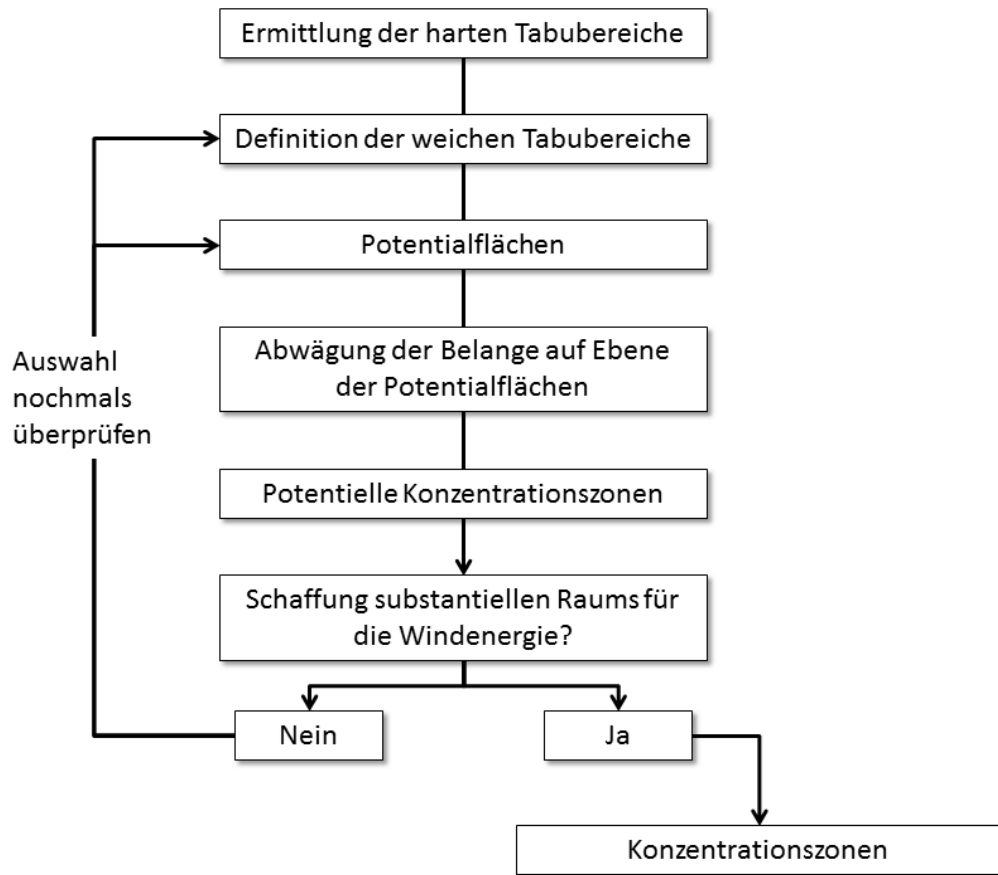 Ermittlung der harten Tabubereiche
Definition der weichen Tabubereiche
Potentialflächen
Abwägung der Belange auf Ebene
der Potentialflächen
Auswahl
nochmals
überprüfen
Potentielle Konzentrationszonen
Schaffung substantiellen Raums für
die Windenergie?
Nein
Ja
Konzentrationszonen